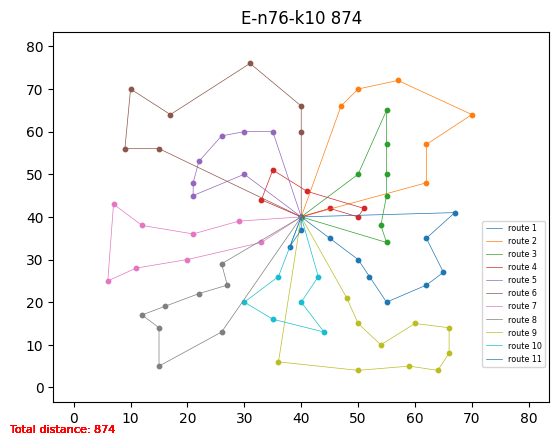 E-n76-k10 874
80
70
60
50
40
30
20
10
0
0 10 20 30 40 50 60 70 80
route 1
route 2
route 3
route 4
route 5
route 6
route 7
route 8
route 9
route 10
route 11
Total distance: 874